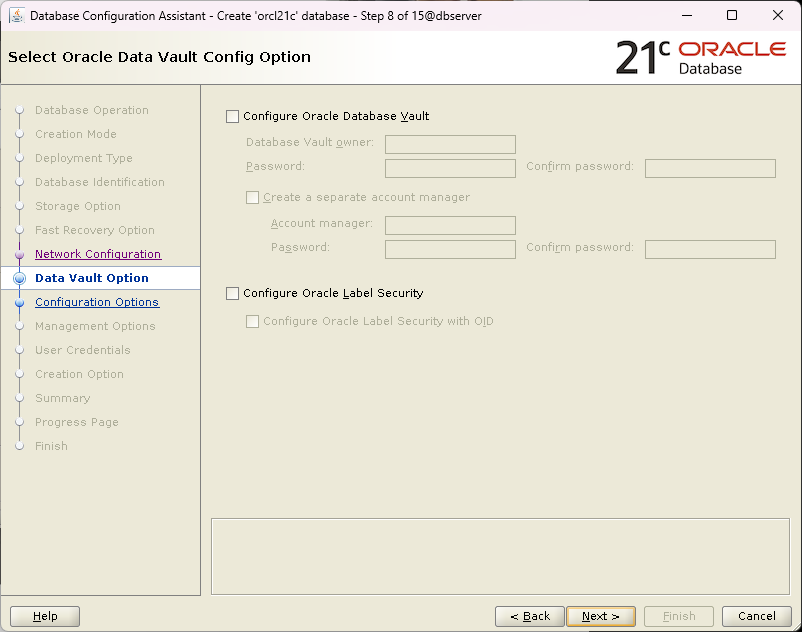 Database Configuration Assistant - Create 'orcl21c' database - Step 8 of 15@dbserver
Select Oracle Data Vault Config Option
21c ORACLE
Database
Database Operation
Creation Mode
Deployment Type
Database Identification
Storage Option
Fast Recovery Option
Network Configuration
Data Vault Option
Configuration Options
Management Options
User Credentials
Creation Option
Summary
Progress Page
Finish
Configure Oracle Database Vault
Database Vault owner:
Password: Confirm password:
Create a separate account manager
Account manager:
Password: Confirm password:
Configure Oracle Label Security
Configure Oracle Label Security with OID
Help < Back Next > Finish Cancel